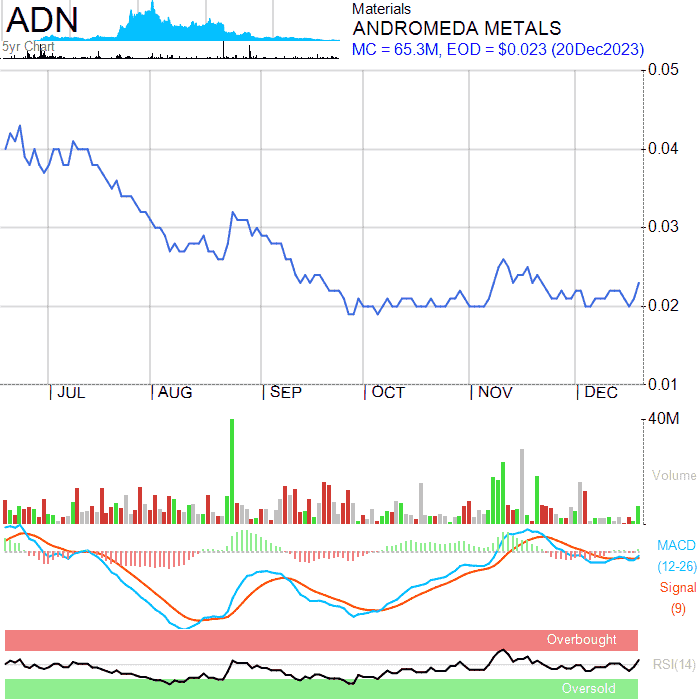 ADN
5yr Chart
Materials
ANDROMEDA METALS
MC = 65.3M, EOD = $0.023 (20Dec2023)
0.05
0.04
0.03
0.02
0.01
JUL AUG SEP OCT NOV DEC
40M
Volume
MACD
(12-26)
Signal
(9)
Overbought
RSI(14)
Oversold